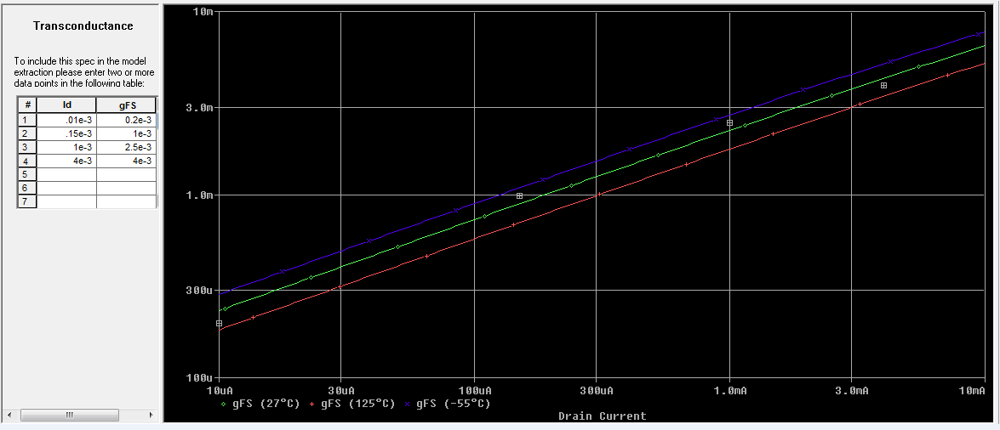 Transconductance
To include this spec in the model
extraction please enter two or more
data points in the following table:
# Id gFS
1 .01e-3 0.2e-3
2 .15e-3 1e-3
3 1e-3 2.5e-3
4 4e-3 4e-3
5
6
7
10m
3.0m
1.0m
300u
100u
10uA 30uA 100uA 300uA 1.0mA 3.0mA 10mA
gFS (27°C) gFS (125°C) gFS (-55°C)
Drain Current